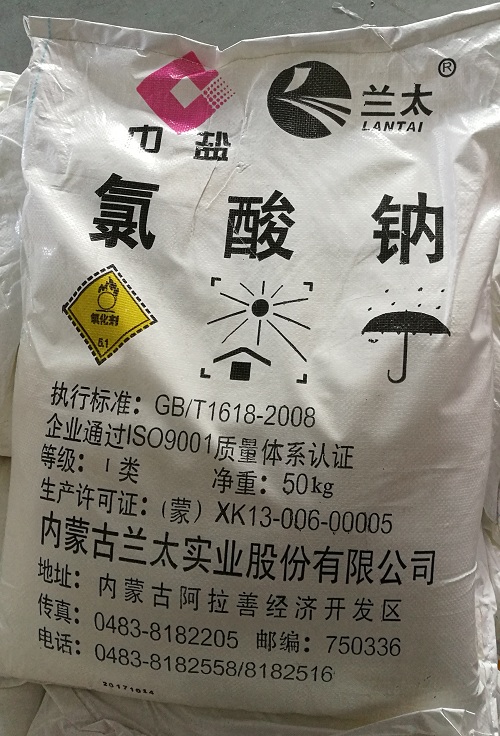 中盐
兰太®
LANTAI
氯酸钠
氧化剂
5.1
执行标准：GB/T1618-2008
企业通过ISO9001质量体系认证
等级：I类 净重：50kg
生产许可证：(蒙）XK13-006-00005
内蒙古兰太实业股份有限公司
地址：内蒙古阿拉善经济开发区
传真：0483-8182205 邮编：750336
电话：0483-8182558/8182516
20171024